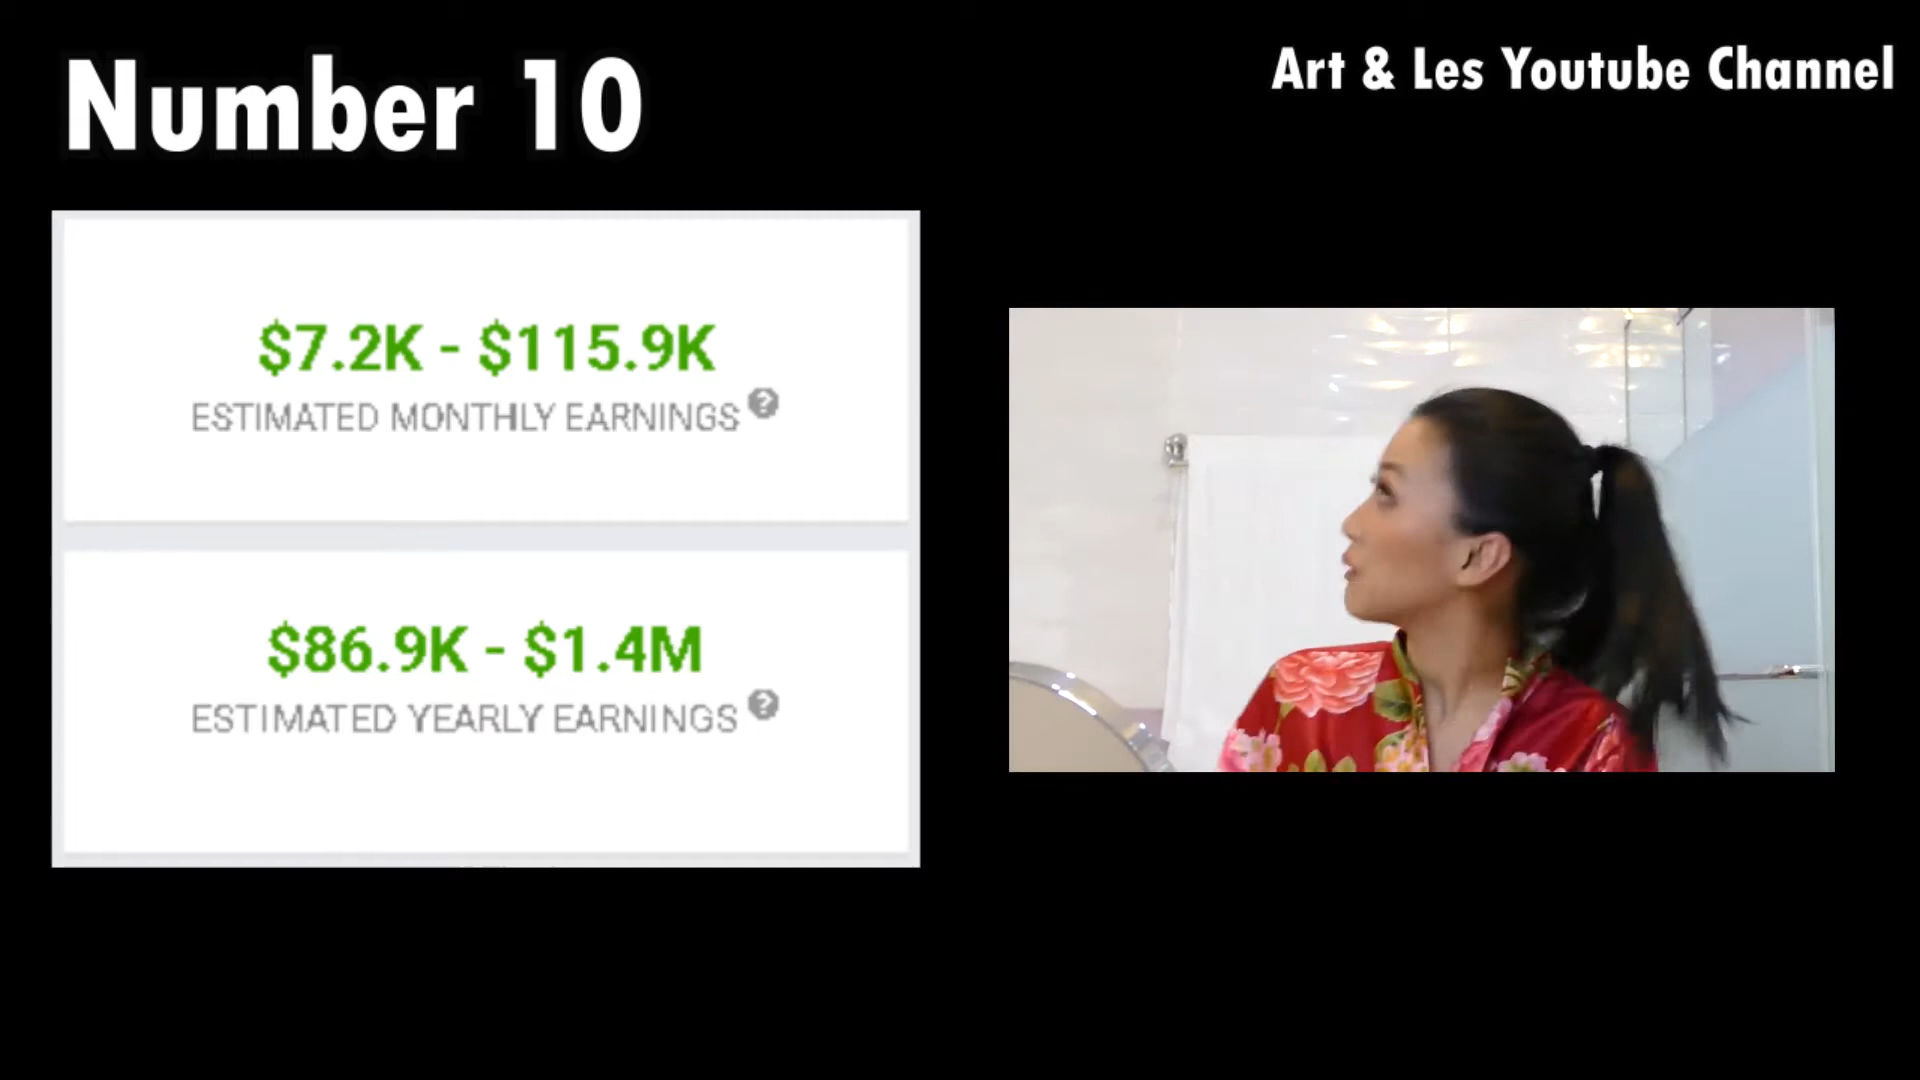 Number 10
Art & Les Youtube Channel
$7.2K - $115.9K
ESTIMATED MONTHLY EARNINGS ?
$86.9K - $1.4M
ESTIMATED YEARLY EARNINGS ?